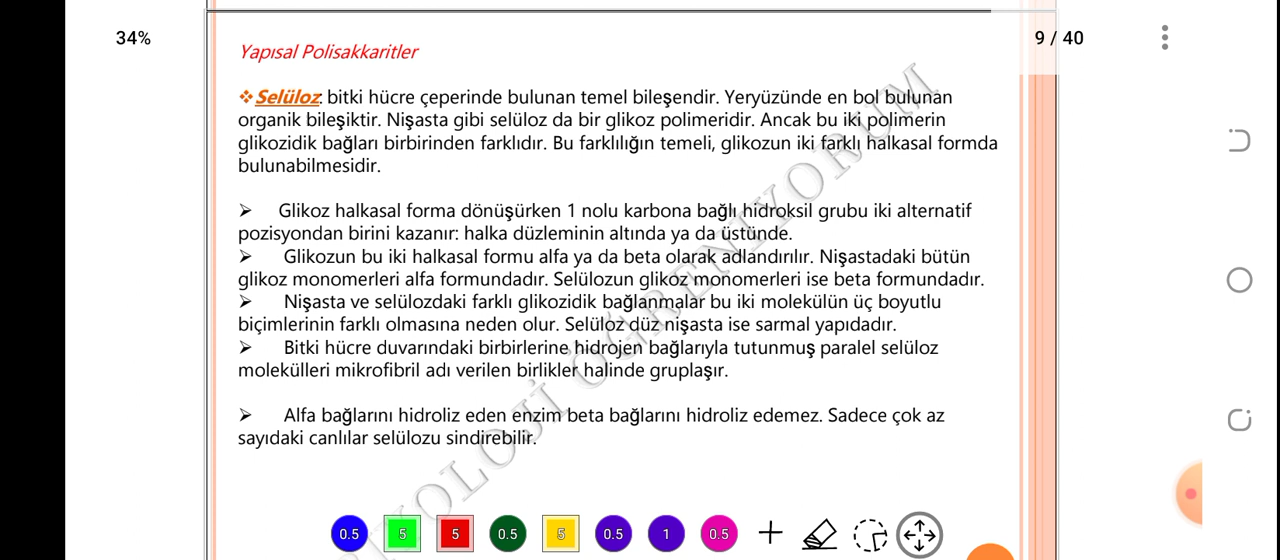 34%
9 / 40
Yapısal Polisakkaritler
❖Selüloz: bitki hücre çeperinde bulunan temel bileşendir. Yeryüzünde en bol bulunan
organik bileşiktir. Nişasta gibi selüloz da bir glikoz polimeridir. Ancak bu iki polimerin
glikozidik bağları birbirinden farklıdır. Bu farklılığın temeli, glikozun iki farklı halkasal formda
bulunabilmesidir.
➢ Glikoz halkasal forma dönüşürken 1 nolu karbona bağlı hidroksil grubu iki alternatif
pozisyondan birini kazanır: halka düzleminin altında ya da üstünde.
➢ Glikozun bu iki halkasal formu alfa ya da beta olarak adlandırılır. Nişastadaki bütün
glikoz monomerleri alfa formundadır. Selülozun glikoz monomerleri ise beta formundadır.
➢ Nişasta ve selülozdaki farklı glikozidik bağlanmalar bu iki molekülün üç boyutlu
biçimlerinin farklı olmasına neden olur. Selüloz düz nişasta ise sarmal yapıdadır.
➢ Bitki hücre duvarındaki birbirlerine hidrojen bağlarıyla tutunmuş paralel selüloz
molekülleri mikrofibril adı verilen birlikler halinde gruplaşır.
➢ Alfa bağlarını hidroliz eden enzim beta bağlarını hidroliz edemez. Sadece çok az
sayıdaki canlılar selülozu sindirebilir.
KOLOJİ ÖĞRENİYORUM
0.5 5 5 0.5 5 0.5 1 0.5